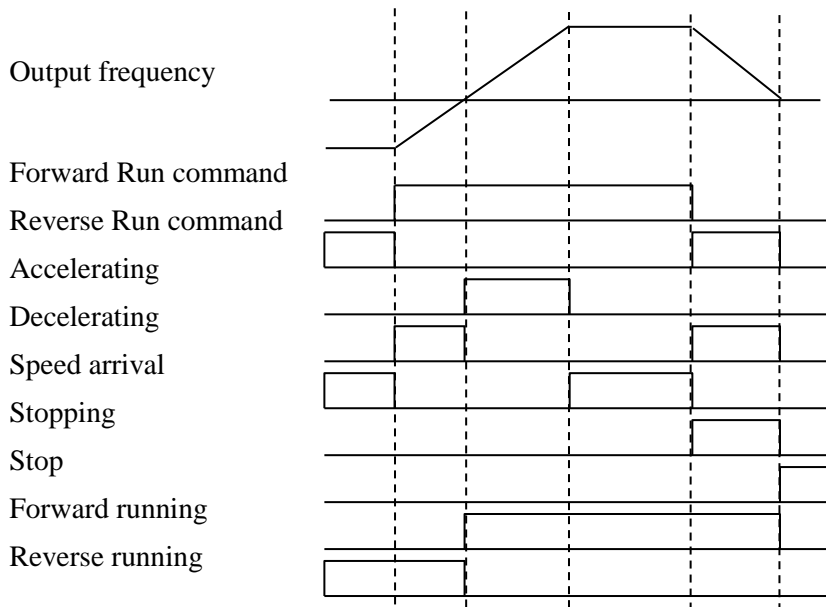 Output frequency
Forward Run command
Reverse Run command
Accelerating
Decelerating
Speed arrival
Stopping
Stop
Forward running
Reverse running